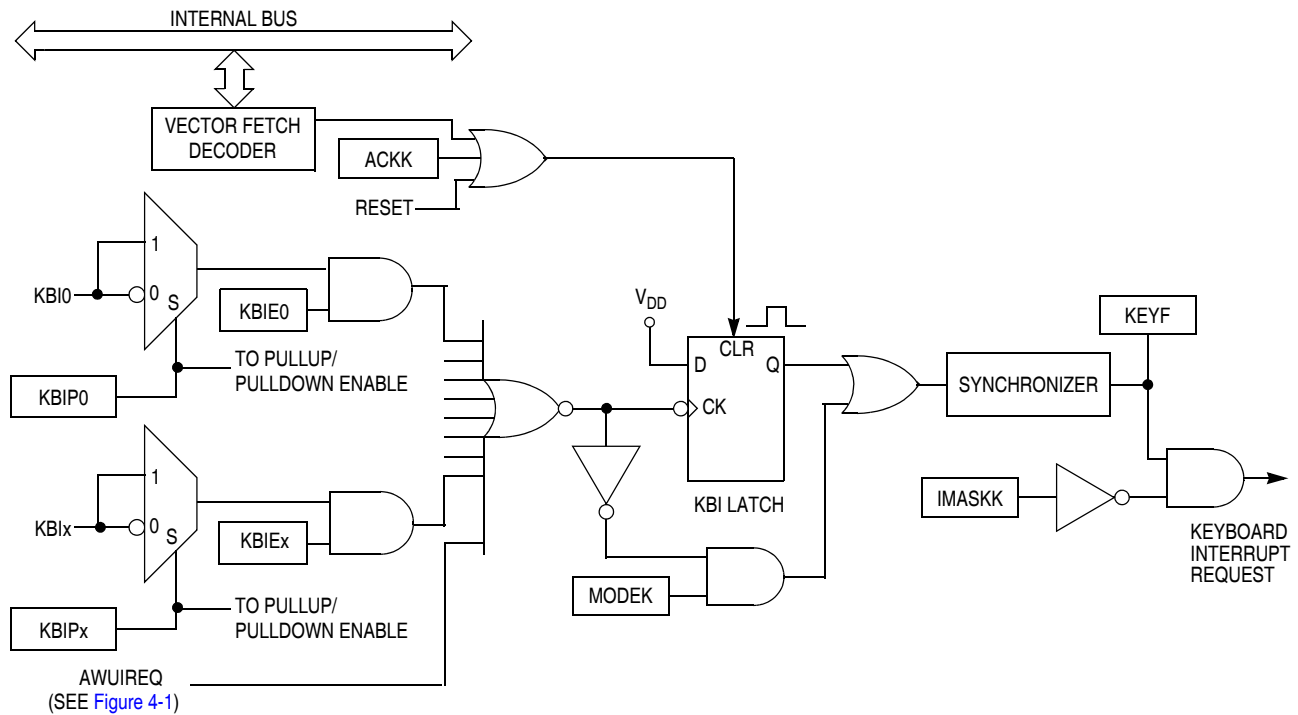 INTERNAL BUS
VECTOR FETCH
DECODER
ACKK
RESET
1
KBI0
0
S
KBIE0
TO PULLUP/
PULLDOWN ENABLE
KBIP0
VDD
CLR
D
Q
CK
KBI LATCH
KEYF
SYNCHRONIZER
1
KBIx
0
S
KBIEx
TO PULLUP/
PULLDOWN ENABLE
KBIPx
MODEK
IMASKK
KEYBOARD
INTERRUPT
REQUEST
AWUIREQ
(SEE Figure 4-1)